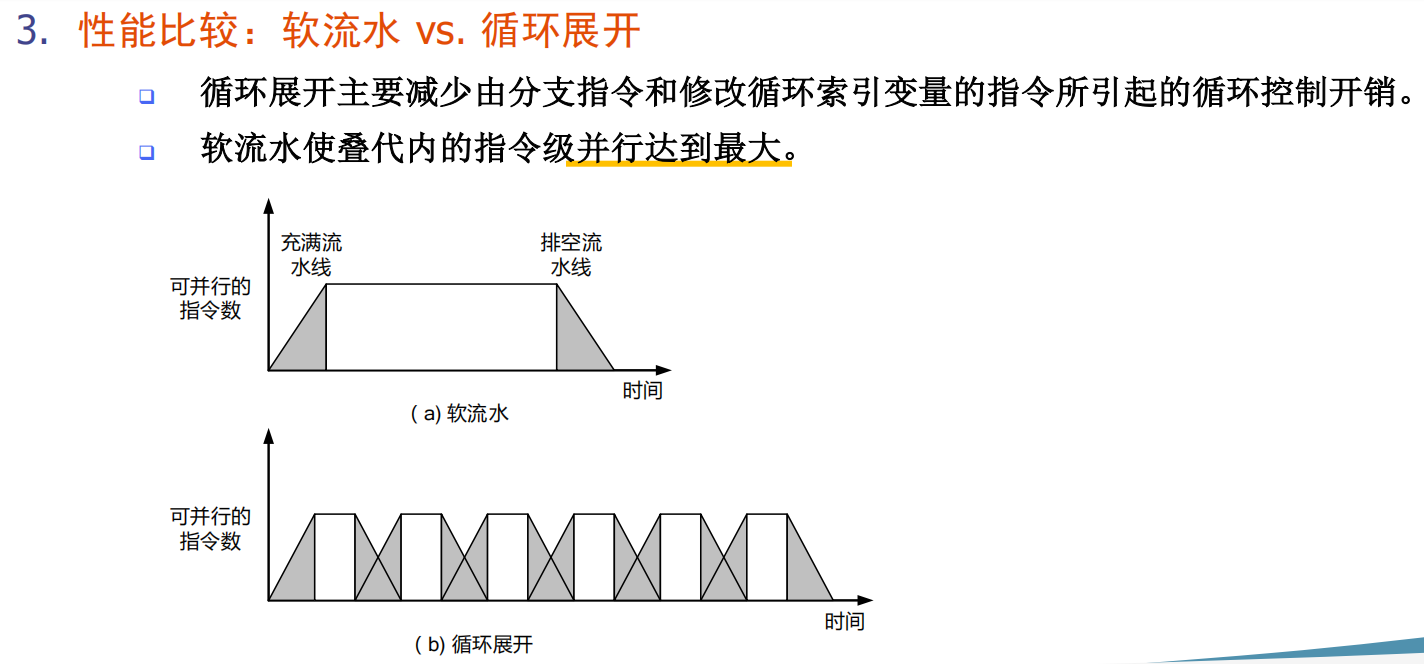 3. 性能比较：软流水 vs. 循环展开
循环展开主要减少由分支指令和修改循环索引变量的指令所引起的循环控制开销。
软流水使叠代内的指令级并行达到最大。
充满流
水线
排空流
水线
可并行的
指令数
时间
( a) 软流水
可并行的
指令数
时间
( b) 循环展开